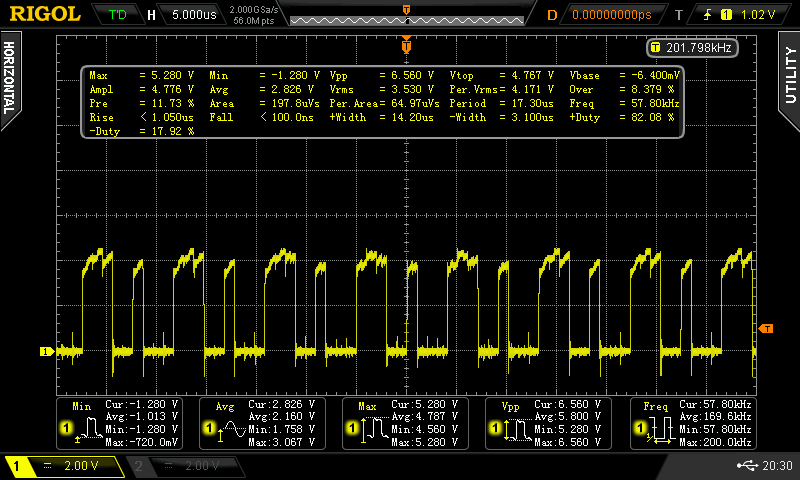 RIGOL T'D H 5.000us 2.000GSa/s 56.0M pts T D 0.00000000ps T 1 1.02 V
HORIZONTAL
UTILITY
T
T 201.798kHz
Max = 5.280 V Min = -1.280 V Vpp = 6.560 V Vtop = 4.767 V Vbase = -6.400mV
Ampl = 4.776 V Avg = 2.826 V Vrms = 3.530 V Per.Vrms= 4.171 V Over = 8.379 %
Pre = 11.73 % Area = 197.8uVs Per.Area= 64.97uVs Period = 17.30us Freq = 57.80kHz
Rise < 1.050us Fall < 100.0ns +Width = 14.20us -Width = 3.100us +Duty = 82.08 %
-Duty = 17.92 %
T
1
Min Cur:-1.280 V Avg Cur:2.826 V Max Cur:5.280 V Vpp Cur:6.560 V Freq Cur:57.80kHz
Avg:-1.013 V Avg:2.160 V Avg:4.787 V Avg:5.800 V Avg:169.6kHz
1 Min:-1.280 V 1 Min:1.758 V 1 Min:4.560 V 1 Min:5.280 V 1 Min:57.80kHz
Max:-720.0mV Max:3.067 V Max:5.280 V Max:6.560 V Max:200.0kHz
1 2.00 V 2 2.00 V 20:30